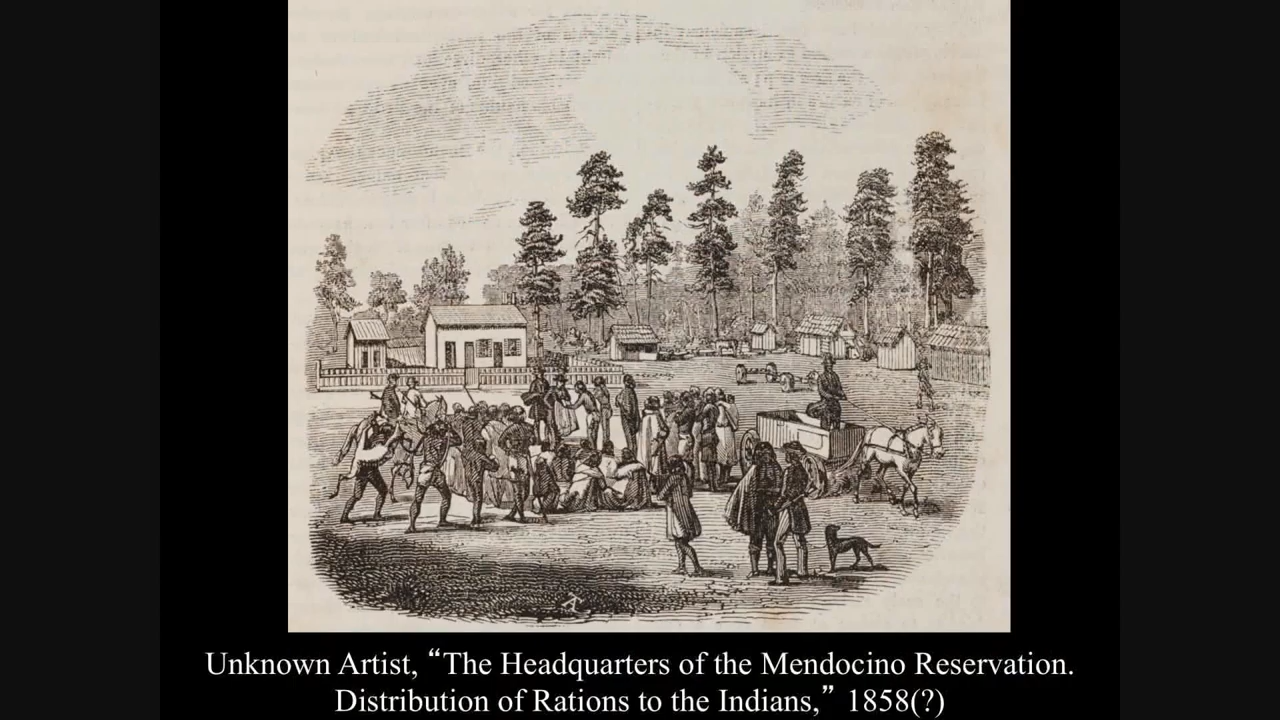 Unknown Artist, “The Headquarters of the Mendocino Reservation.
Distribution of Rations to the Indians,” 1858(?)